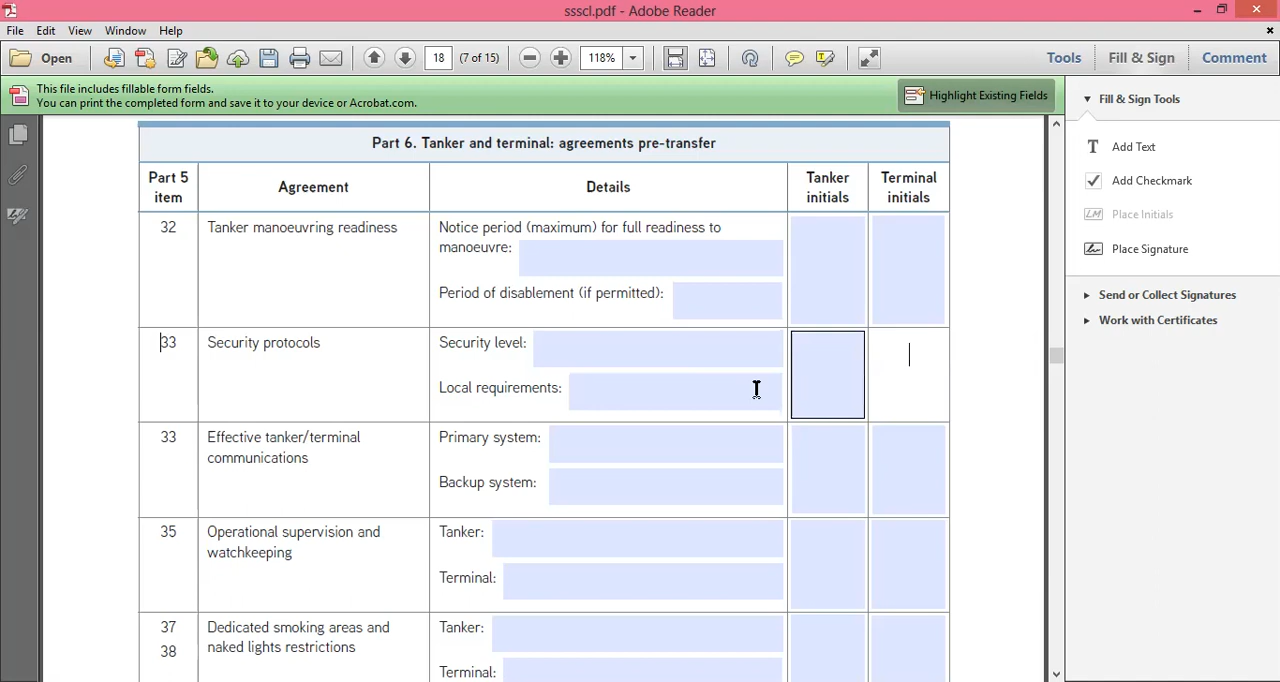 ssscl.pdf - Adobe Reader
File Edit View Window Help
Open 18 (7 of 15) 118% Tools Fill & Sign Comment
This file includes fillable form fields.
You can print the completed form and save it to your device or Acrobat.com.
Highlight Existing Fields
Fill & Sign Tools
T Add Text
Add Checkmark
LM Place Initials
Place Signature
Send or Collect Signatures
Work with Certificates
Part 6. Tanker and terminal: agreements pre-transfer
Part 5 item Agreement Details Tanker initials Terminal initials
32 Tanker manoeuvring readiness Notice period (maximum) for full readiness to
manoeuvre:
Period of disablement (if permitted):
33 Security protocols Security level:
Local requirements:
33 Effective tanker/terminal Primary system:
communications
Backup system:
35 Operational supervision and Tanker:
watchkeeping
Terminal:
37 Dedicated smoking areas and Tanker:
38 naked lights restrictions
Terminal: